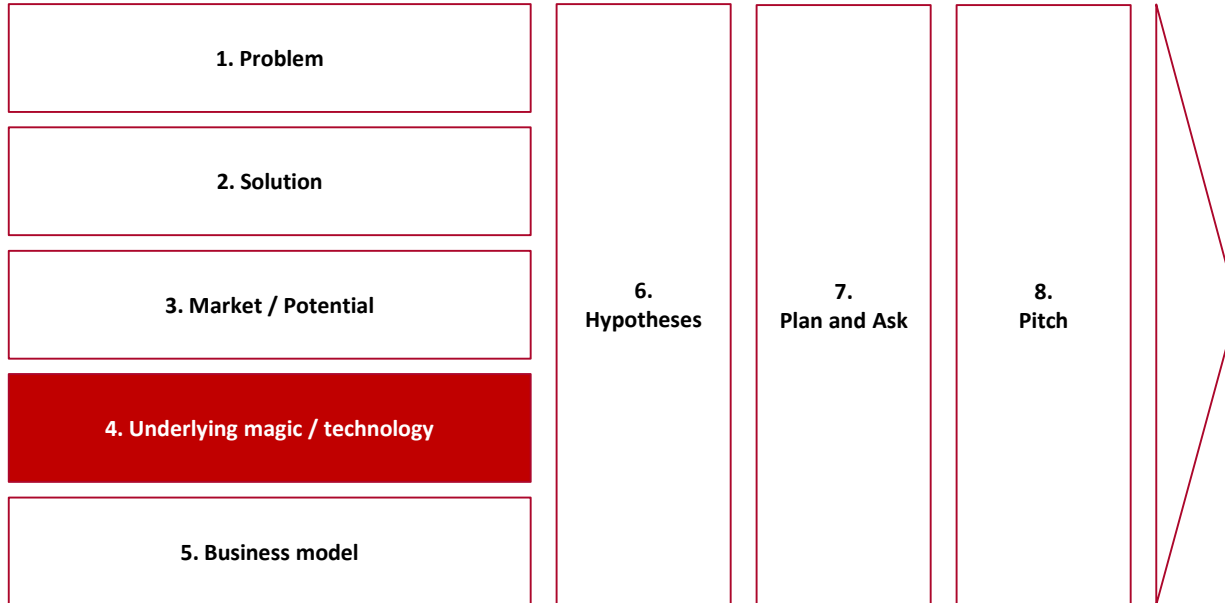 1. Problem
2. Solution
3. Market / Potential
4. Underlying magic / technology
5. Business model
6.
Hypotheses
7.
Plan and Ask
8.
Pitch